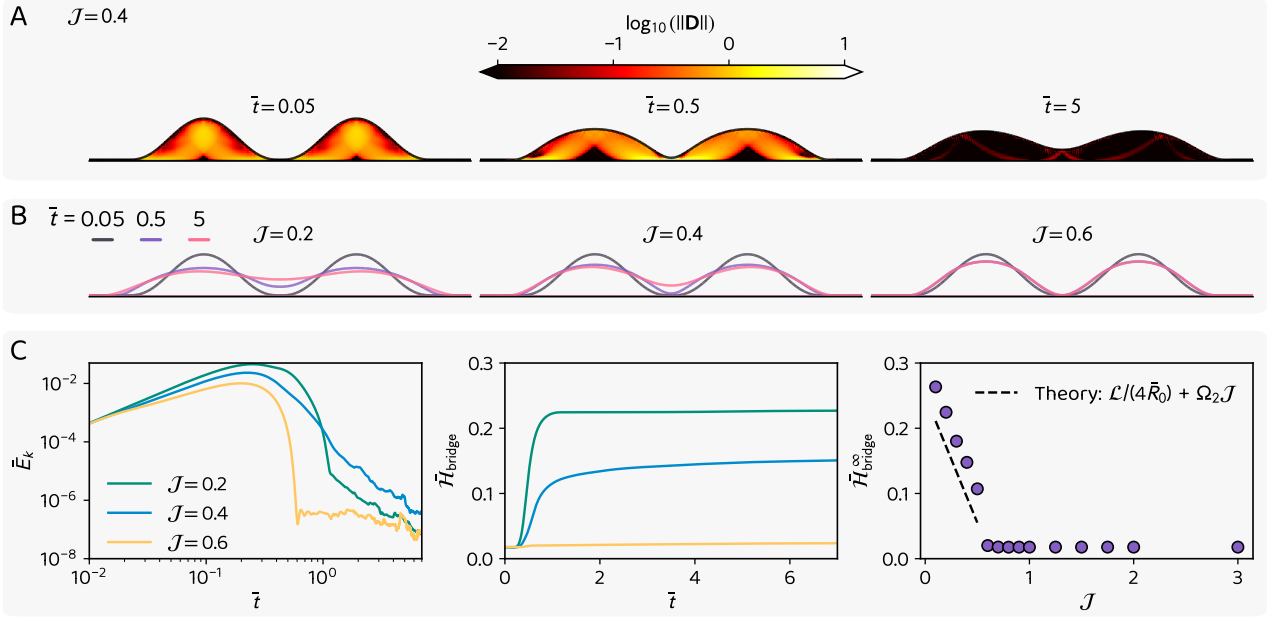 A
𝒥 = 0.4
log₁₀(||D||)
−2 −1 0 1
t̄ = 0.05 t̄ = 0.5 t̄ = 5
B
t̄ = 0.05 0.5 5
𝒥 = 0.2 𝒥 = 0.4 𝒥 = 0.6
C
10⁻²
10⁻⁴
10⁻⁶
10⁻⁸
Ēₖ
𝒥 = 0.2
𝒥 = 0.4
𝒥 = 0.6
10⁻² 10⁻¹ 10⁰
t̄
0.3
0.2
0.1
0.0
H̄bridge
0 2 4 6
t̄
0.3
0.2
0.1
0.0
H̄∞bridge
Theory: ℒ/(4R̄₀) + Ω₂𝒥
0 1 2 3
𝒥